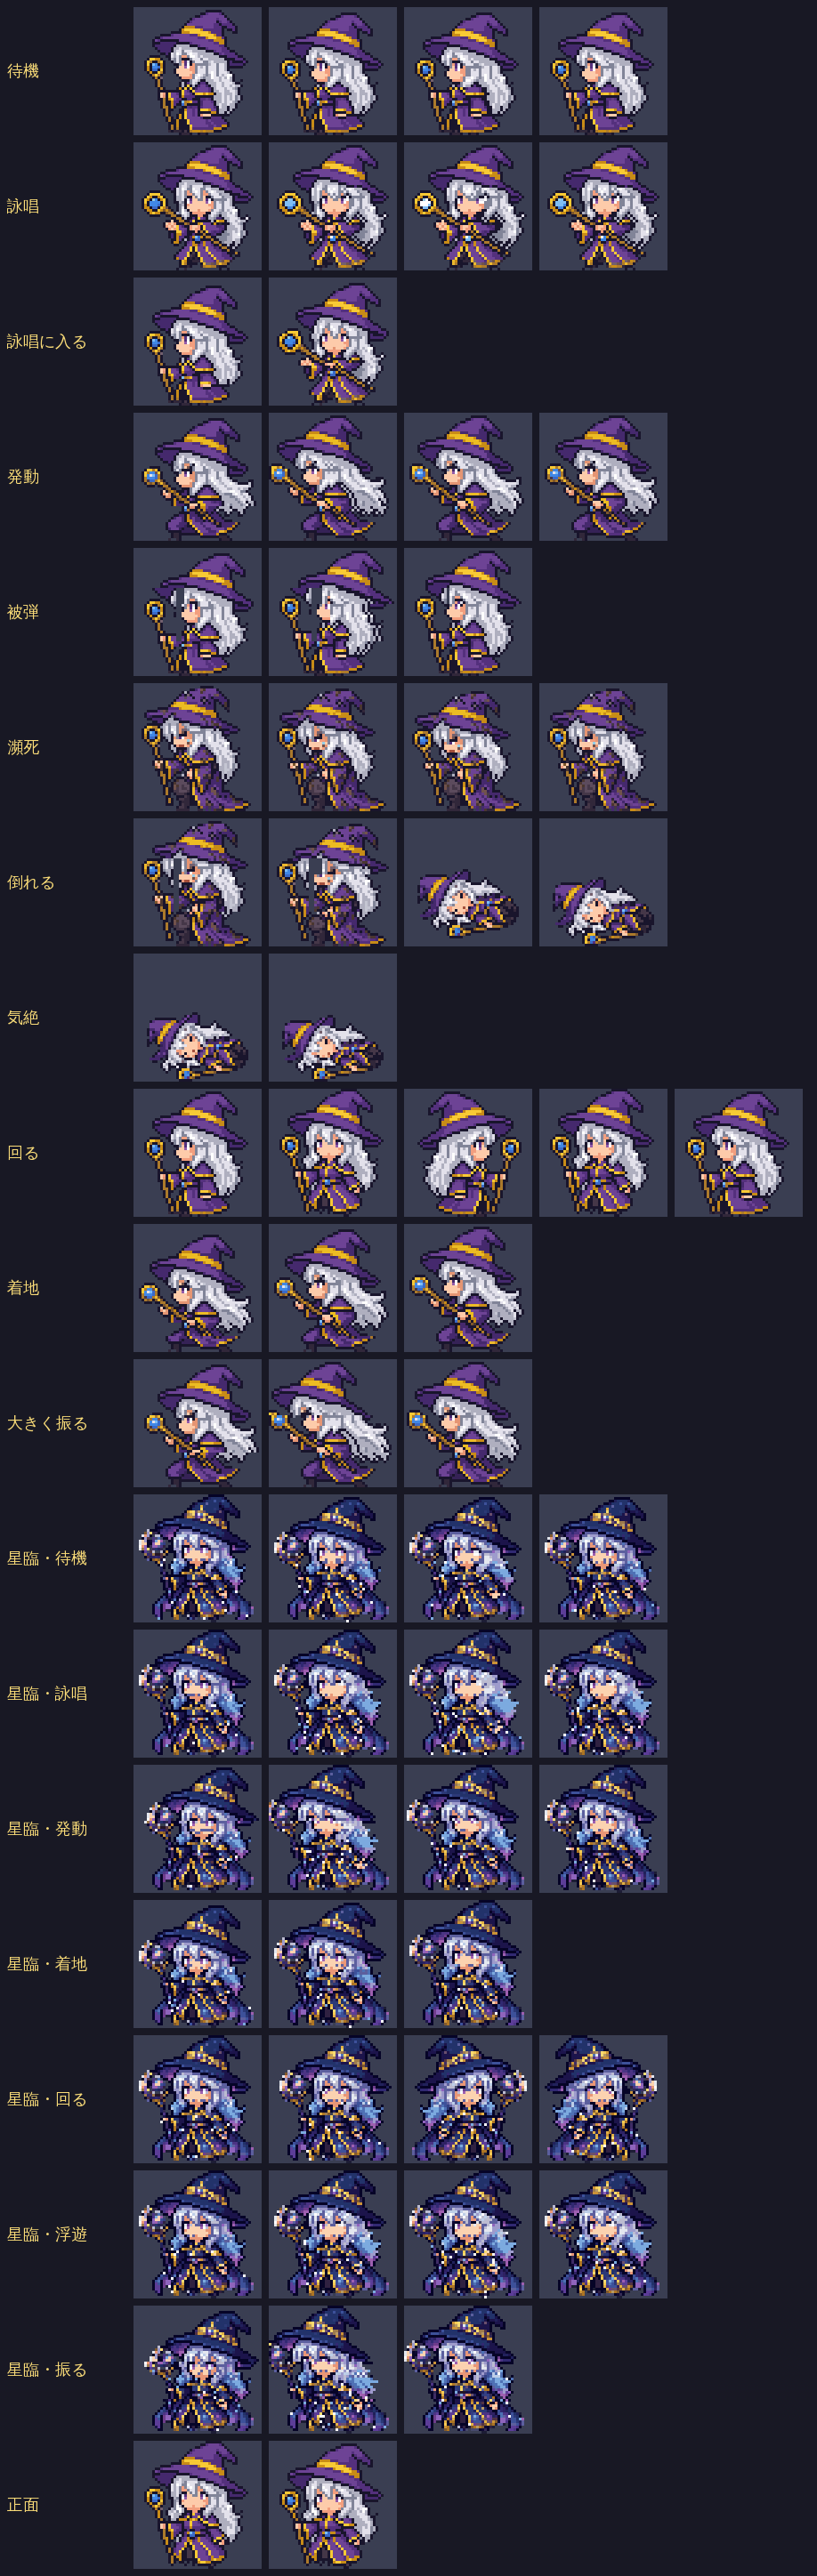 待機
詠唱
詠唱に入る
発動
被弾
瀕死
倒れる
気絶
回る
着地
大きく振る
星臨・待機
星臨・詠唱
星臨・発動
星臨・着地
星臨・回る
星臨・浮遊
星臨・振る
正面